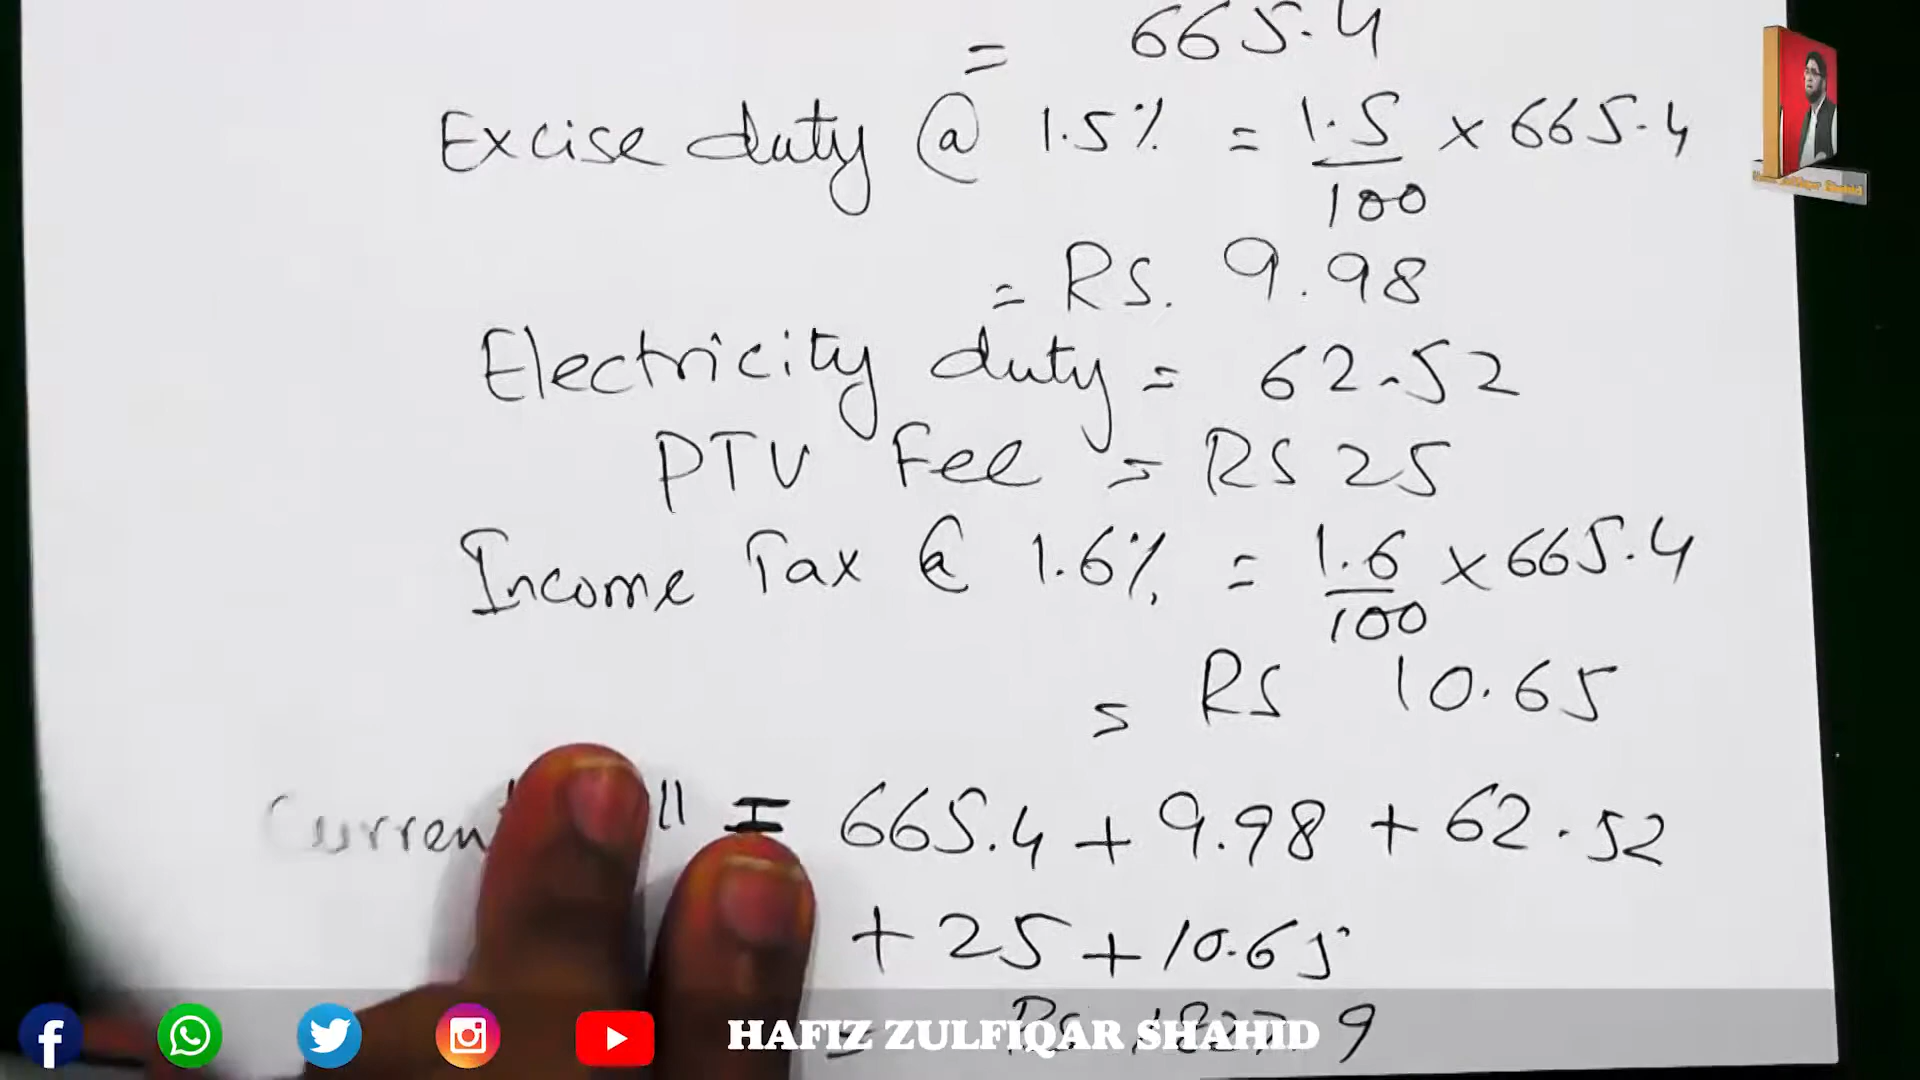 = 665.4
Excise duty @ 1.5% = 1.5/100 × 665.4
= RS. 9.98
Electricity duty = 62.52
PTV Fee = RS 25
Income Tax @ 1.6% = 1.6/100 × 665.4
= RS 10.65
= 665.4 + 9.98 + 62.52
+ 25 + 10.65
HAFIZ ZULFIQAR SHAHID